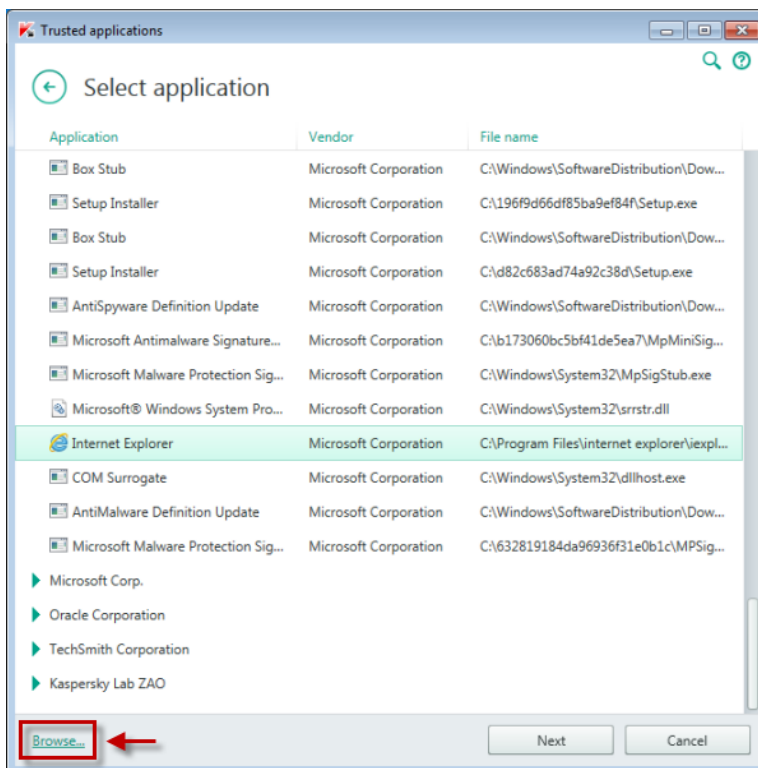 Trusted applications
Select application
Application Vendor File name
Box Stub Microsoft Corporation C:\Windows\SoftwareDistribution\Dow...
Setup Installer Microsoft Corporation C:\196f9d66df85ba9ef84f\Setup.exe
Box Stub Microsoft Corporation C:\Windows\SoftwareDistribution\Dow...
Setup Installer Microsoft Corporation C:\d82c683ad74a92c38d\Setup.exe
AntiSpyware Definition Update Microsoft Corporation C:\Windows\SoftwareDistribution\Dow...
Microsoft Antimalware Signature... Microsoft Corporation C:\b173060bc5bf41de5ea7\MpMiniSig...
Microsoft Malware Protection Sig... Microsoft Corporation C:\Windows\System32\MpSigStub.exe
Microsoft® Windows System Pro... Microsoft Corporation C:\Windows\System32\srrstr.dll
Internet Explorer Microsoft Corporation C:\Program Files\internet explorer\iexpl...
COM Surrogate Microsoft Corporation C:\Windows\System32\dllhost.exe
AntiMalware Definition Update Microsoft Corporation C:\Windows\SoftwareDistribution\Dow...
Microsoft Malware Protection Sig... Microsoft Corporation C:\632819184da96936f31e0b1c\MPSig...
Microsoft Corp.
Oracle Corporation
TechSmith Corporation
Kaspersky Lab ZAO
Browse... Next Cancel